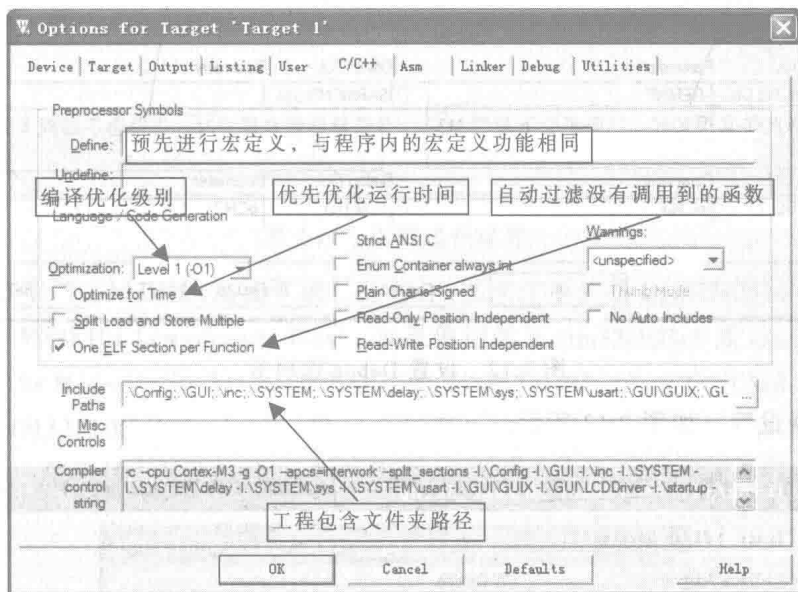 Options for Target 'Target 1'
Device Target Output Listing User C/C++ Asm Linker Debug Utilities
Preprocessor Symbols
Define:
预先进行宏定义，与程序内的宏定义功能相同
Undefine:
编译优化级别
优先优化运行时间
自动过滤没有调用到的函数
Language / Code Generation
Strict ANSI C
Warnings:
Optimization: Level 1 (-O1)
Enum Container always int
<unspecified>
Optimize for Time
Plain Char is Signed
Split Load and Store Multiple
Read-Only Position Independent
No Auto Includes
One ELF Section per Function
Read-Write Position Independent
Include Paths
.\Config;.\GUI;.\inc;.\SYSTEM;.\SYSTEM\delay;.\SYSTEM\sys;.\SYSTEM\usart;.\GUI\GUIX;.\GL
...
Misc Controls
Compiler control string
-c --cpu Cortex-M3 -g -O1 --apcs=interwork --split_sections -I.\Config -I.\GUI -I.\inc -I.\SYSTEM -
I.\SYSTEM\delay -I.\SYSTEM\sys -I.\SYSTEM\usart -I.\GUI\GUIX -I.\GUI\LCDDriver -I.\startup -
工程包含文件夹路径
OK Cancel Defaults Help